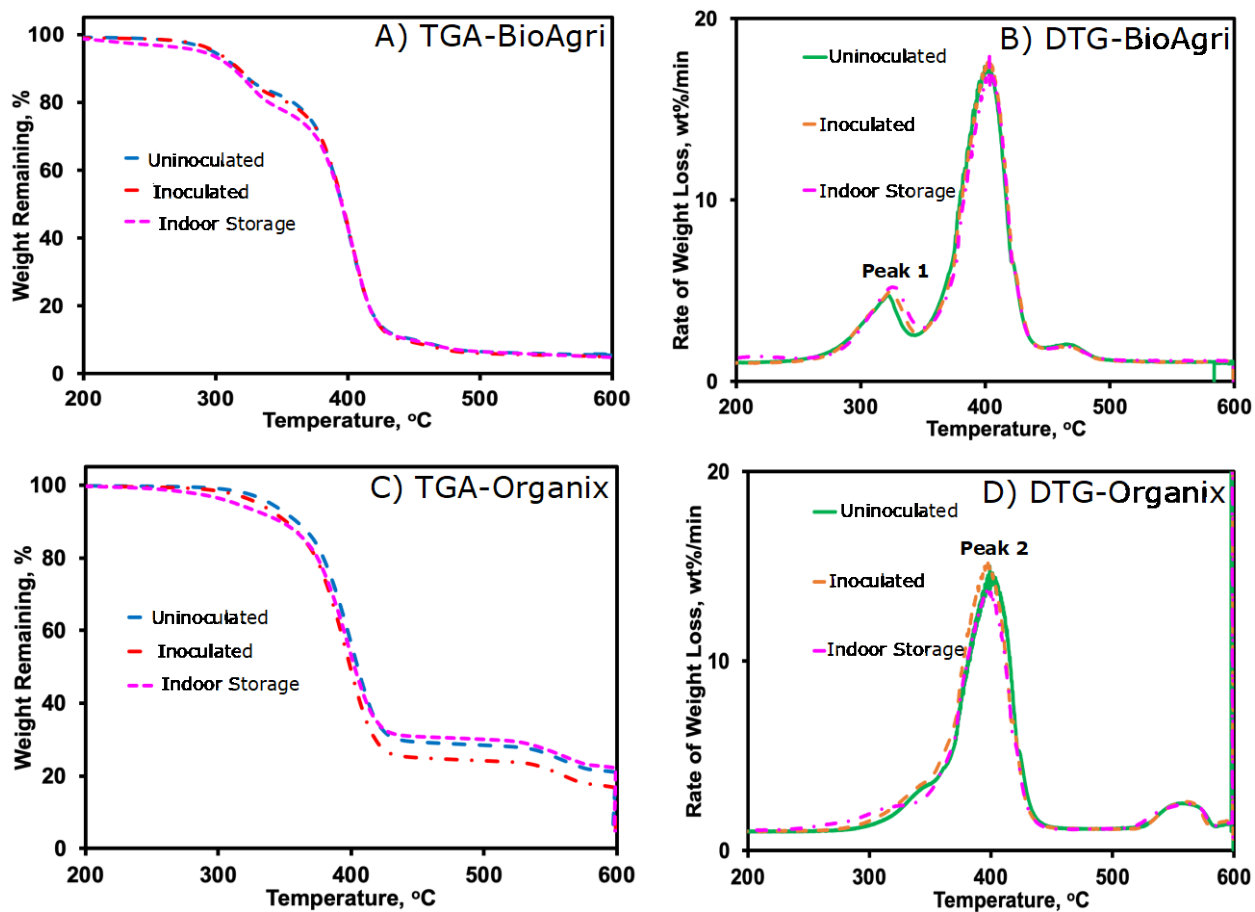 A) TGA-BioAgri
Weight Remaining, %
100
80
60
40
20
0
Uninoculated
Inoculated
Indoor Storage
200
300
400
500
600
Temperature, °C
B) DTG-BioAgri
Rate of Weight Loss, wt%/min
20
10
0
Uninoculated
Inoculated
Indoor Storage
Peak 1
200
300
400
500
600
Temperature, °C
C) TGA-Organix
Weight Remaining, %
100
80
60
40
20
0
Uninoculated
Inoculated
Indoor Storage
200
300
400
500
600
Temperature, °C
D) DTG-Organix
Rate of Weight Loss, wt%/min
20
10
0
Uninoculated
Peak 2
Inoculated
Indoor Storage
200
300
400
500
600
Temperature, °C